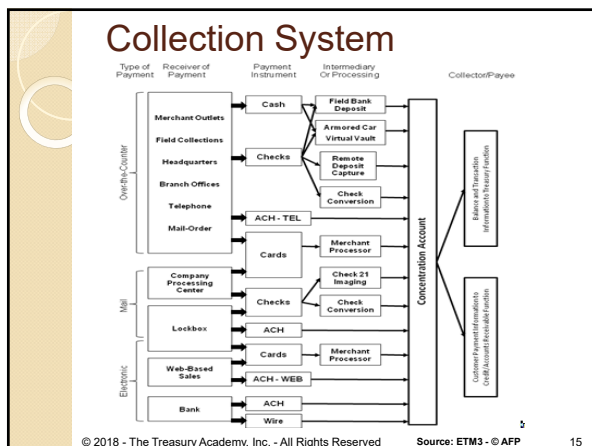 Collection System
Type of
Payment
Receiver of
Payment
Payment
Instrument
Intermediary
Or Processing
Collector/Payee
Over-the-Counter
Merchant Outlets
Field Collections
Headquarters
Branch Offices
Telephone
Mail-Order
Cash
Checks
ACH - TEL
Cards
Field Bank
Deposit
Armored Car
Virtual Vault
Remote
Deposit
Capture
Check
Conversion
Merchant
Processor
Mail
Company
Processing
Center
Lockbox
Checks
ACH
Check 21
Imaging
Check
Conversion
Electronic
Web-Based
Sales
Bank
Cards
ACH - WEB
ACH
Wire
Merchant
Processor
Concentration Account
Balance and Transaction
Information to Treasury Function
Customer Payment Information to
Credit/Accounts Receivable Function
© 2018 - The Treasury Academy, Inc. - All Rights Reserved
Source: ETM3 - © AFP
15